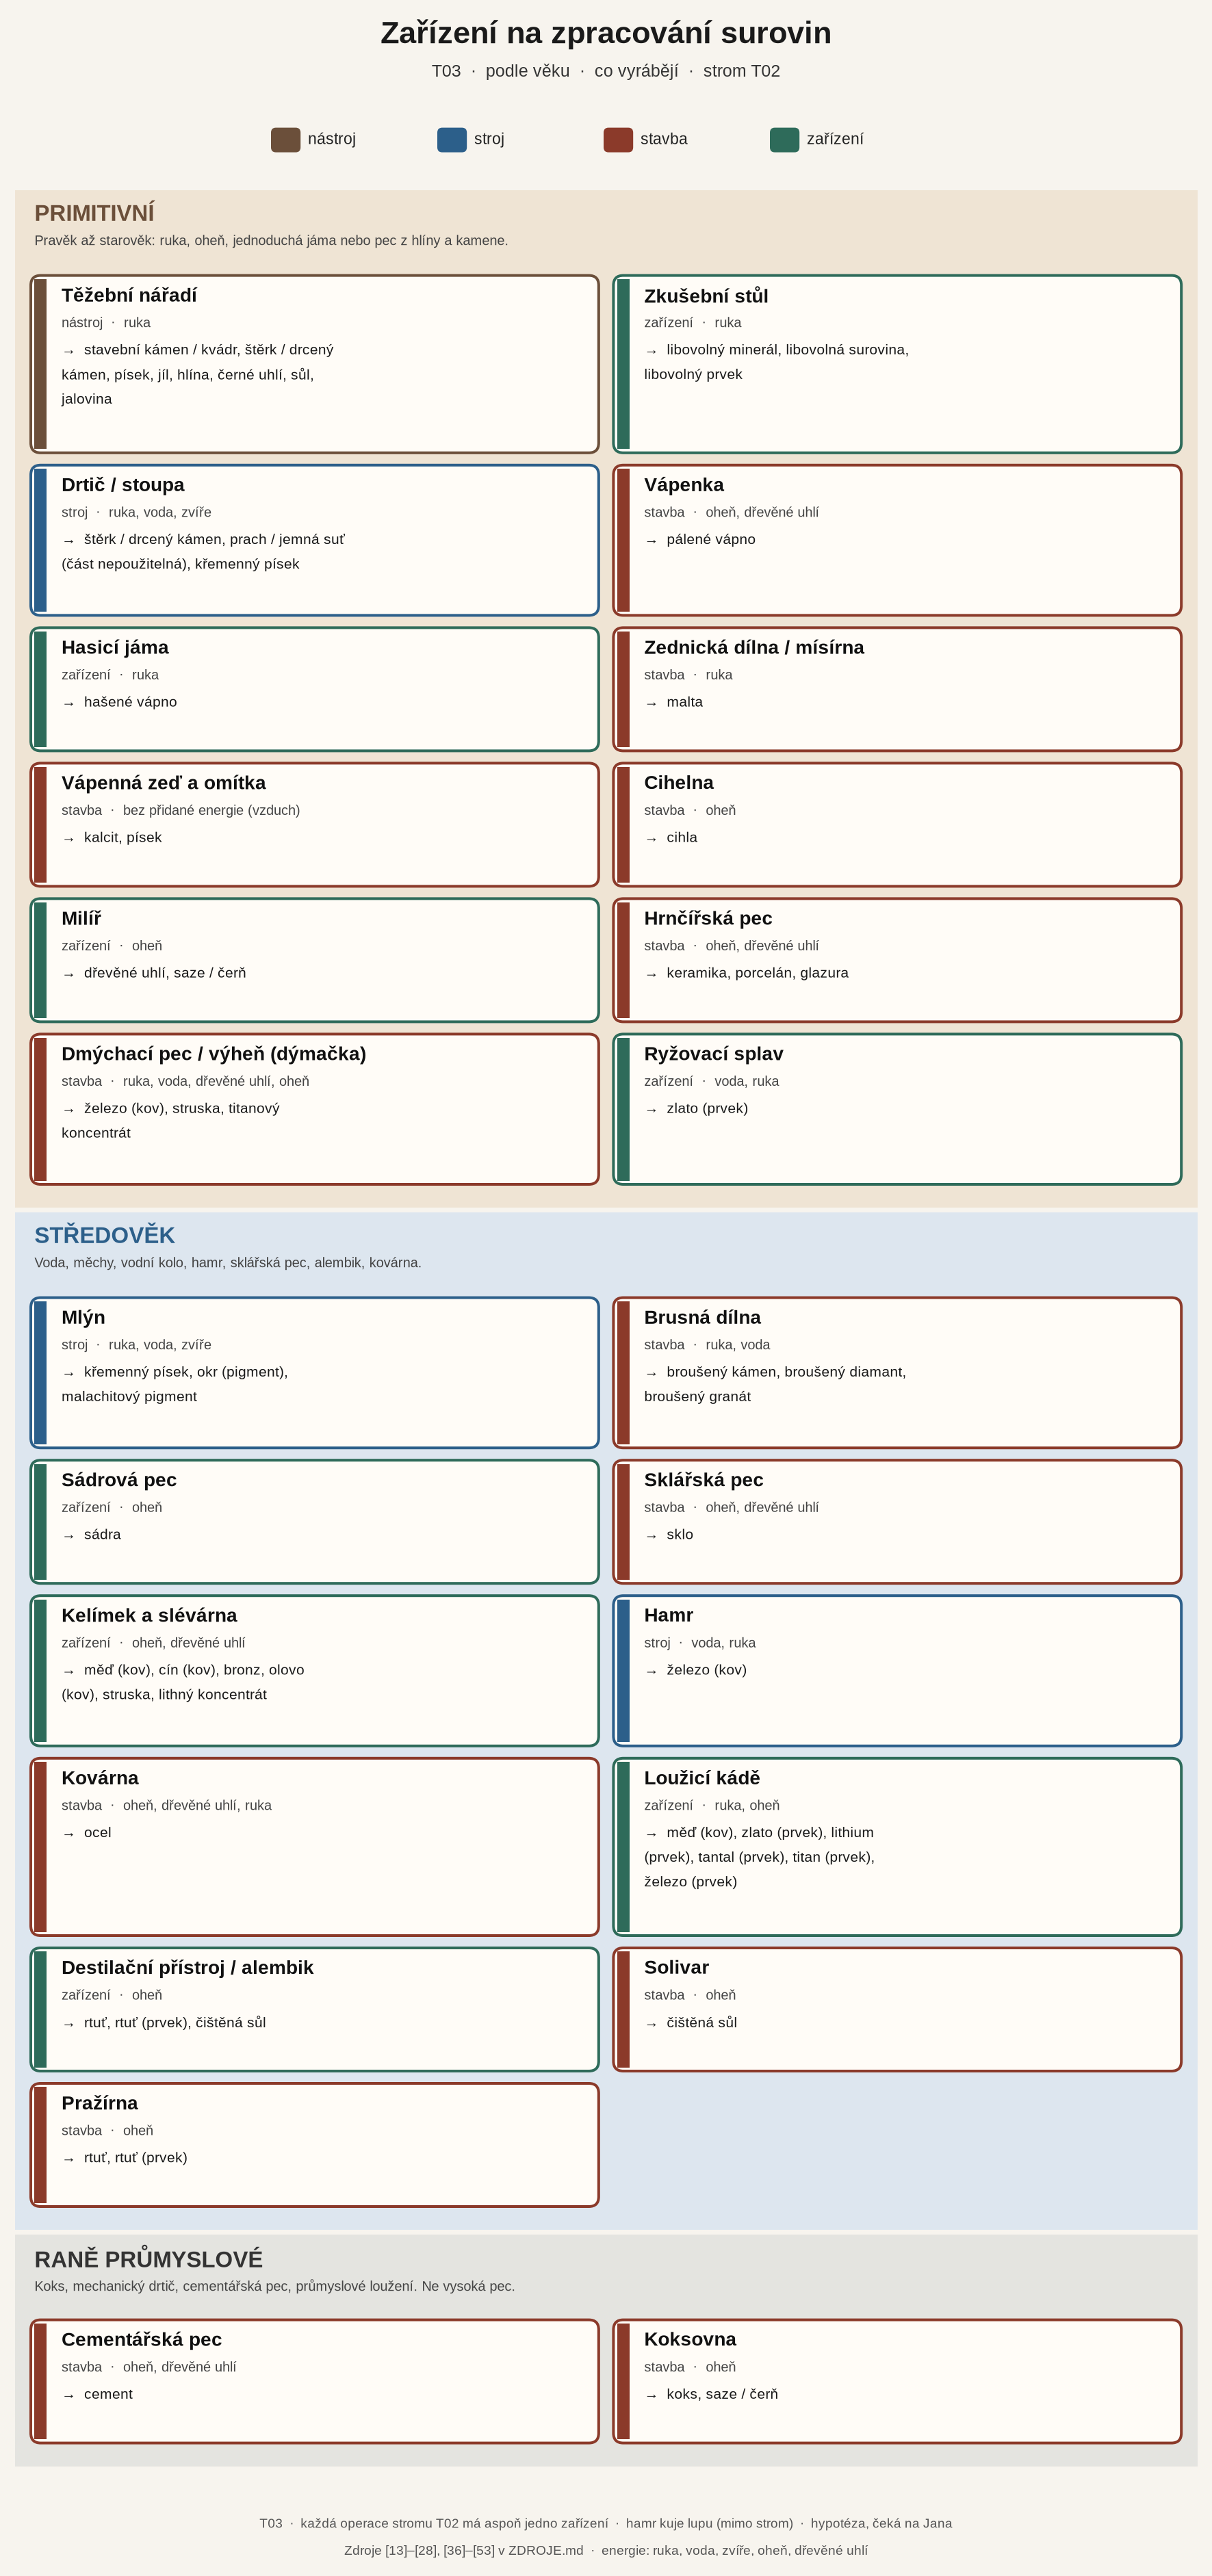 Zařízení na zpracování surovin
T03 · podle věku · co vyrábějí · strom T02
nástroj
stroj
stavba
zařízení
PRIMITIVNÍ
Pravěk až starověk: ruka, oheň, jednoduchá jáma nebo pec z hlíny a kamene.
Těžební nářadí
nástroj · ruka
→ stavební kámen / kvádr, štěrk / drcený
kámen, písek, jíl, hlína, černé uhlí, sůl,
jalovina
Zkušební stůl
zařízení · ruka
→ libovolný minerál, libovolná surovina,
libovolný prvek
Drtič / stoupa
stroj · ruka, voda, zvíře
→ štěrk / drcený kámen, prach / jemná suť
(část nepoužitelná), křemenný písek
Vápenka
stavba · oheň, dřevěné uhlí
→ pálené vápno
Hasicí jáma
zařízení · ruka
→ hašené vápno
Zednická dílna / mísírna
stavba · ruka
→ malta
Vápenná zeď a omítka
stavba · bez přidané energie (vzduch)
→ kalcit, písek
Cihelna
stavba · oheň
→ cihla
Milíř
zařízení · oheň
→ dřevěné uhlí, saze / čerň
Hrnčířská pec
stavba · oheň, dřevěné uhlí
→ keramika, porcelán, glazura
Dmýchací pec / výheň (dýmačka)
stavba · ruka, voda, dřevěné uhlí, oheň
→ železo (kov), struska, titanový
koncentrát
Ryžovací splav
zařízení · voda, ruka
→ zlato (prvek)
STŘEDOVĚK
Voda, měchy, vodní kolo, hamr, sklářská pec, alembik, kovárna.
Mlýn
stroj · ruka, voda, zvíře
→ křemenný písek, okr (pigment),
malachitový pigment
Brusná dílna
stavba · ruka, voda
→ broušený kámen, broušený diamant,
broušený granát
Sádrová pec
zařízení · oheň
→ sádra
Sklářská pec
stavba · oheň, dřevěné uhlí
→ sklo
Kelímek a slévárna
zařízení · oheň, dřevěné uhlí
→ měď (kov), cín (kov), bronz, olovo
(kov), struska, lithný koncentrát
Hamr
stroj · voda, ruka
→ železo (kov)
Kovárna
stavba · oheň, dřevěné uhlí, ruka
→ ocel
Loužicí kádě
zařízení · ruka, oheň
→ měď (kov), zlato (prvek), lithium
(prvek), tantal (prvek), titan (prvek),
železo (prvek)
Destilační přístroj / alembik
zařízení · oheň
→ rtuť, rtuť (prvek), čištěná sůl
Solivar
stavba · oheň
→ čištěná sůl
Pražírna
stavba · oheň
→ rtuť, rtuť (prvek)
RANĚ PRŮMYSLOVÉ
Koks, mechanický drtič, cementářská pec, průmyslové loužení. Ne vysoká pec.
Cementářská pec
stavba · oheň, dřevěné uhlí
→ cement
Koksovna
stavba · oheň
→ koks, saze / čerň
T03 · každá operace stromu T02 má aspoň jedno zařízení · hamr kuje lupu (mimo strom) · hypotéza, čeká na Jana
Zdroje [13]–[28], [36]–[53] v ZDROJE.md · energie: ruka, voda, zvíře, oheň, dřevěné uhlí